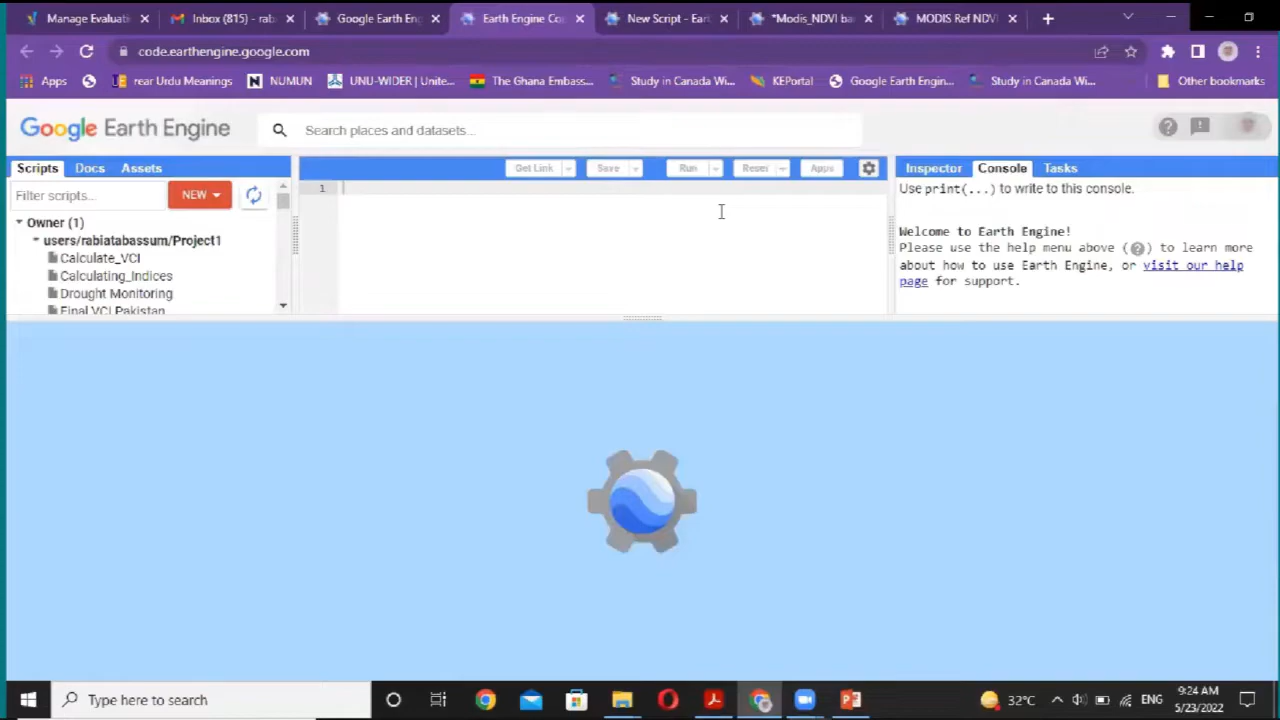 Manage Evaluati
Inbox (815) - rab
Google Earth Eng
Earth Engine Co
New Script - Eart
*Modis_NDVI ba
MODIS Ref NDVI
code.earthengine.google.com
Apps
rear Urdu Meanings
NUMUN
UNU-WIDER | Unite...
The Ghana Embass...
Study in Canada Wi...
KEPortal
Google Earth Engin...
Study in Canada Wi...
Other bookmarks
Google Earth Engine
Search places and datasets...
Scripts Docs Assets
Get Link Save Run Reset Apps
Inspector Console Tasks
Filter scripts...
NEW
1
Use print(...) to write to this console.
Owner (1)
users/rabiatabassum/Project1
Calculate_VCI
Calculating_Indices
Drought Monitoring
Final VCI Pakistan
Welcome to Earth Engine!
Please use the help menu above (?) to learn more
about how to use Earth Engine, or visit our help
page for support.
Type here to search
32°C
ENG
9:24 AM
5/23/2022